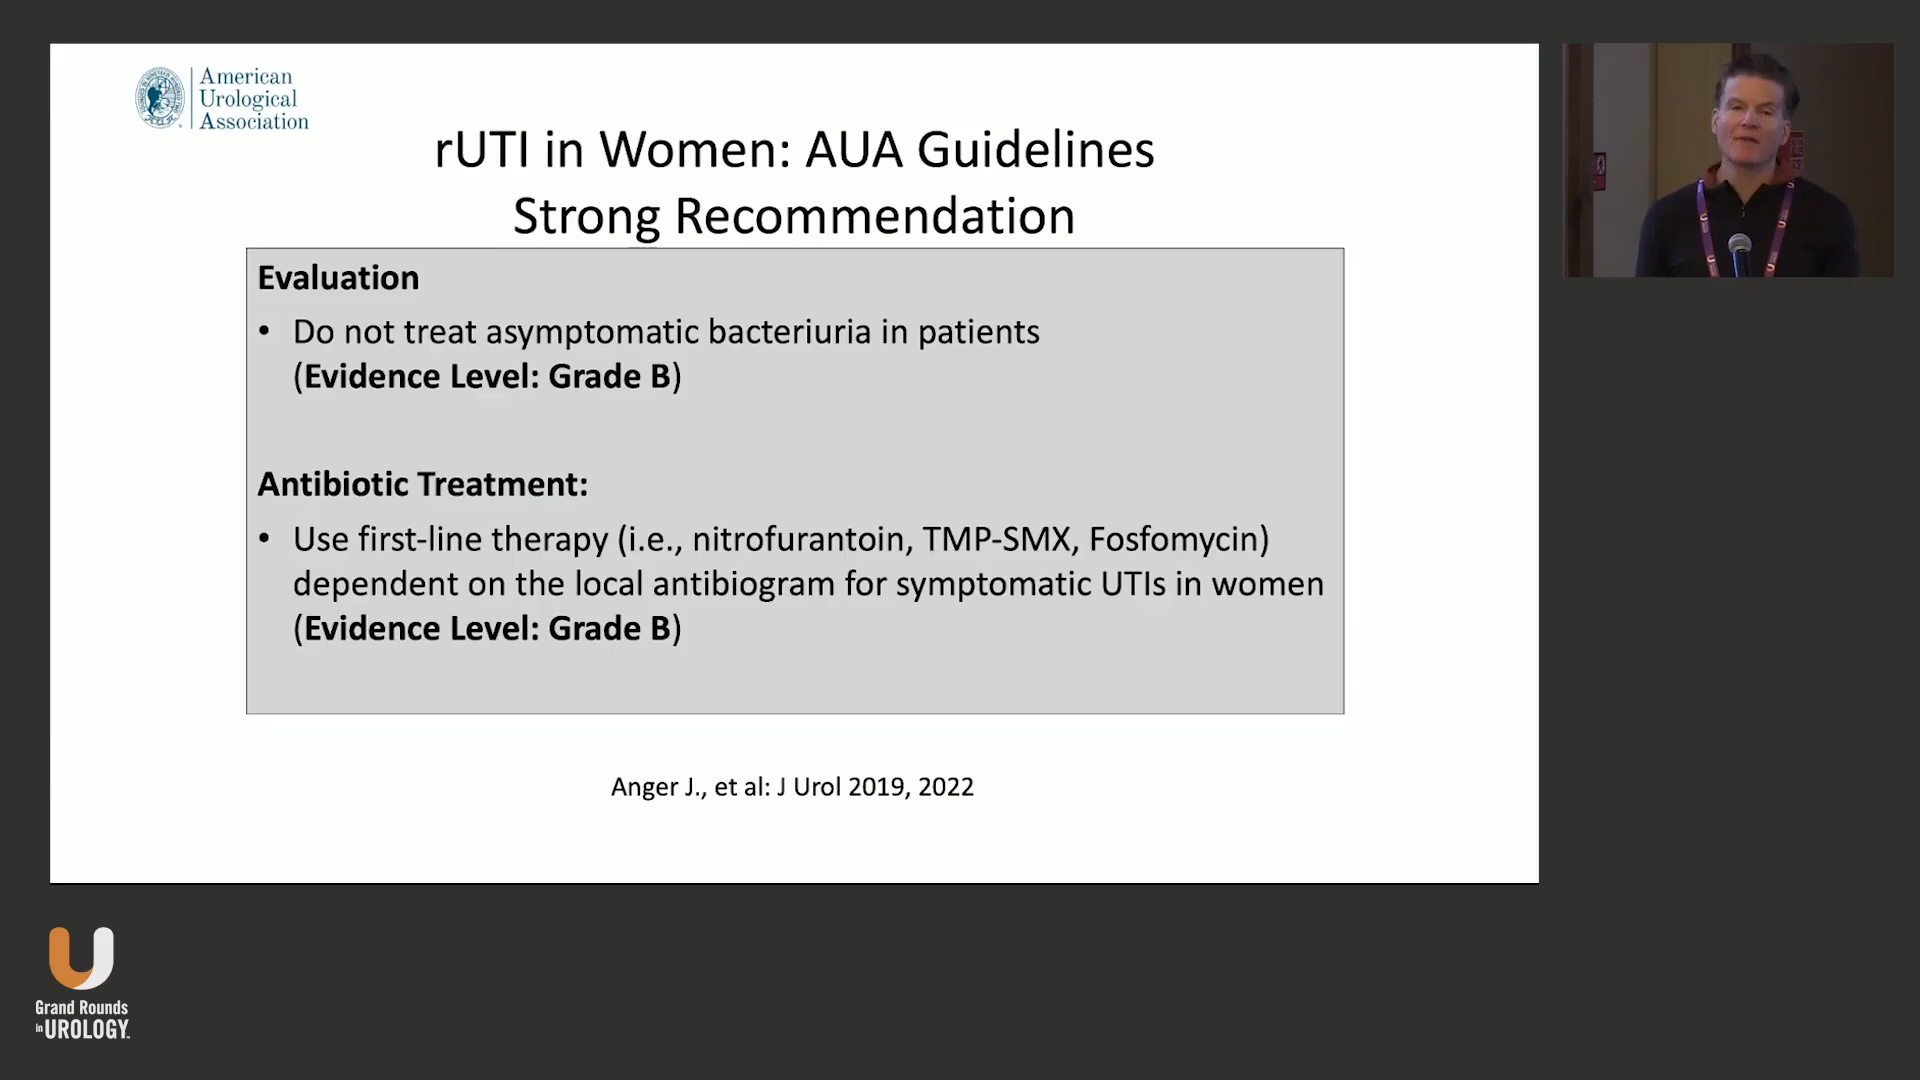 American
Urological
Association
rUTI in Women: AUA Guidelines
Strong Recommendation
Evaluation
• Do not treat asymptomatic bacteriuria in patients
(Evidence Level: Grade B)
Antibiotic Treatment:
• Use first-line therapy (i.e., nitrofurantoin, TMP-SMX, Fosfomycin)
dependent on the local antibiogram for symptomatic UTIs in women
(Evidence Level: Grade B)
Anger J., et al: J Urol 2019, 2022
Grand Rounds
in UROLOGY